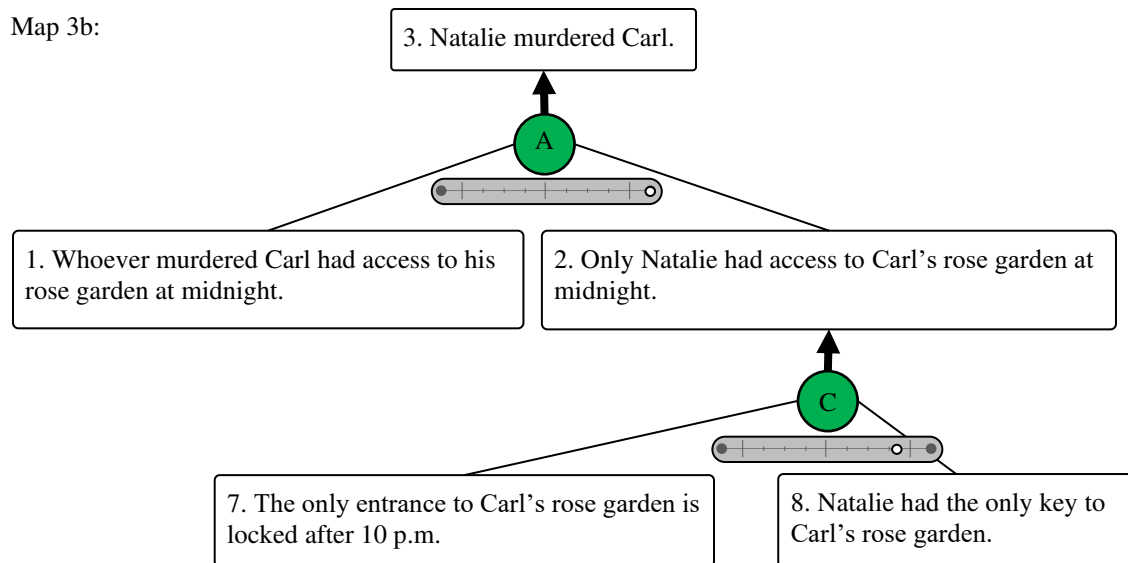 Map 3b:
3. Natalie murdered Carl.
A
1. Whoever murdered Carl had access to his
rose garden at midnight.
2. Only Natalie had access to Carl’s rose garden at
midnight.
C
7. The only entrance to Carl’s rose garden is
locked after 10 p.m.
8. Natalie had the only key to
Carl’s rose garden.